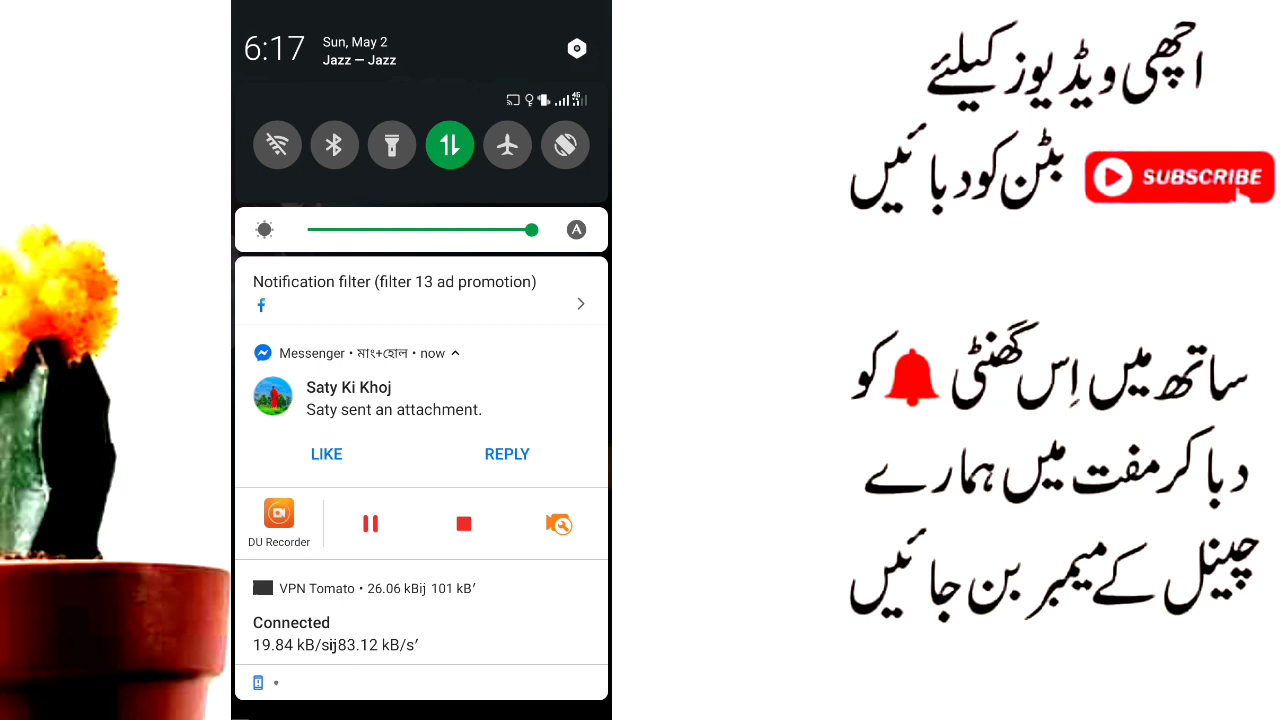 6:17
Sun, May 2
Jazz — Jazz
4G
A
Notification filter (filter 13 ad promotion)
Messenger • মাং+হোল • now
Saty Ki Khoj
Saty sent an attachment.
LIKE REPLY
DU Recorder
VPN Tomato • 26.06 kBij 101 kB′
Connected
19.84 kB/sij83.12 kB/s′
اچھی ویڈیوز کیلئے
SUBSCRIBE بٹن کو دبائیں
ساتھ میں اِس گھنٹی کو
دبا کر مفت میں ہمارے
چینل کے میمبر بن جائیں